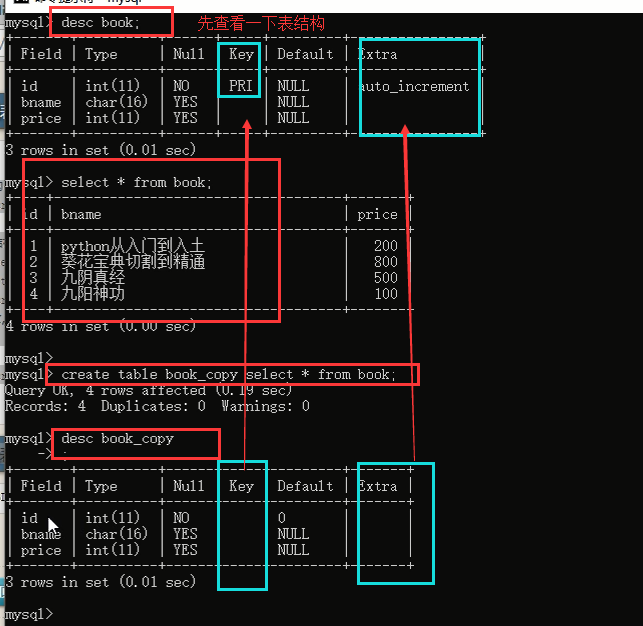 mysql> desc book;
先查看一下表结构
| Field | Type | Null | Key | Default | Extra |
| id | int(11) | NO | PRI | NULL | auto_increment |
| bname | char(16) | YES | | NULL | |
| price | int(11) | YES | | NULL | |
3 rows in set (0.01 sec)
mysql> select * from book;
| id | bname | price |
| 1 | python从入门到入土 | 200 |
| 2 | 葵花宝典切割到精通 | 800 |
| 3 | 九阴真经 | 500 |
| 4 | 九阳神功 | 100 |
4 rows in set (0.00 sec)
mysql>
mysql> create table book_copy select * from book;
Query OK, 4 rows affected (0.19 sec)
Records: 4 Duplicates: 0 Warnings: 0
mysql> desc book_copy
-> ;
| Field | Type | Null | Key | Default | Extra |
| id | int(11) | NO | | 0 | |
| bname | char(16) | YES | | NULL | |
| price | int(11) | YES | | NULL | |
3 rows in set (0.01 sec)
mysql>